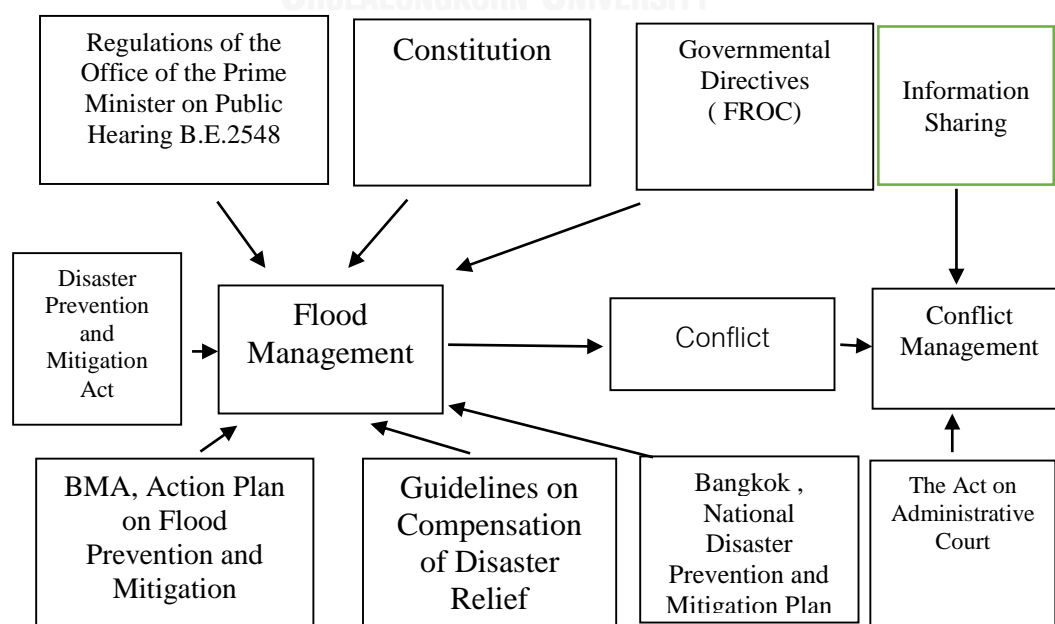 CHULALONGKORN UNIVERSITY
Regulations of the
Office of the Prime
Minister on Public
Hearing B.E.2548
Constitution
Governmental
Directives
( FROC)
Information
Sharing
Disaster
Prevention
and
Mitigation
Act
Flood
Management
Conflict
Conflict
Management
BMA, Action Plan
on Flood
Prevention and
Mitigation
Guidelines on
Compensation
of Disaster
Relief
Bangkok ,
National
Disaster
Prevention and
Mitigation Plan
The Act on
Administrative
Court